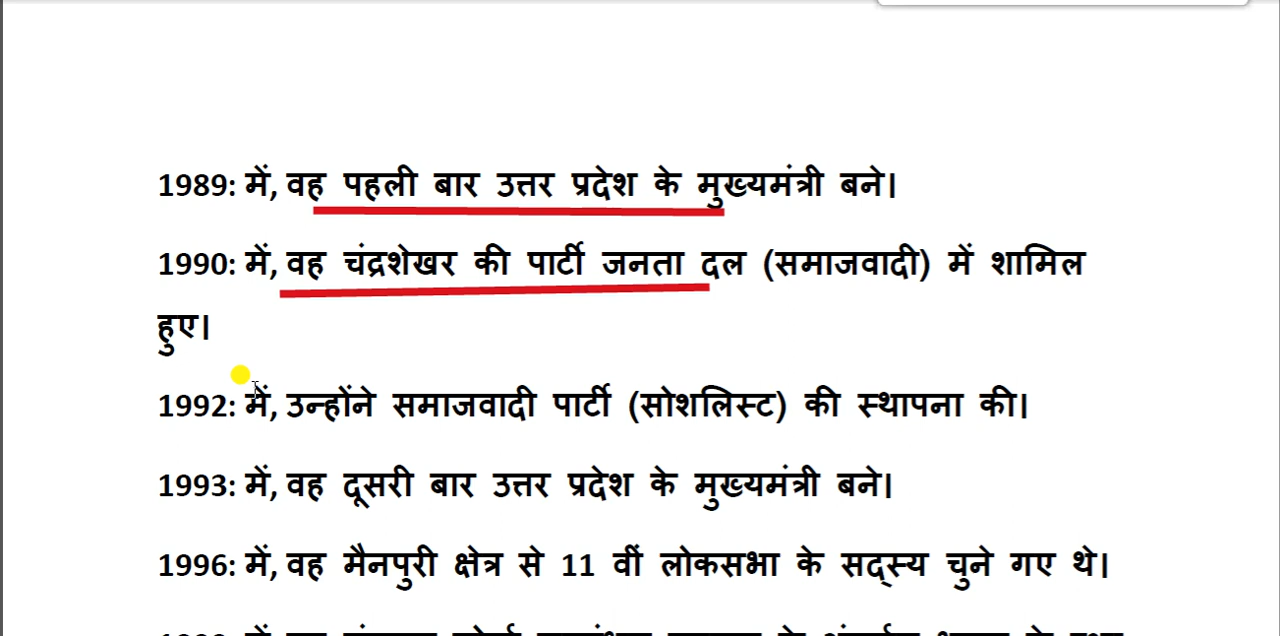 1989: में, वह पहली बार उत्तर प्रदेश के मुख्यमंत्री बने।
1990: में, वह चंद्रशेखर की पार्टी जनता दल (समाजवादी) में शामिल
हुए।
1992: में, उन्होंने समाजवादी पार्टी (सोशलिस्ट) की स्थापना की।
1993: में, वह दूसरी बार उत्तर प्रदेश के मुख्यमंत्री बने।
1996: में, वह मैनपुरी क्षेत्र से 11 वीं लोकसभा के सद्स्य चुने गए थे।